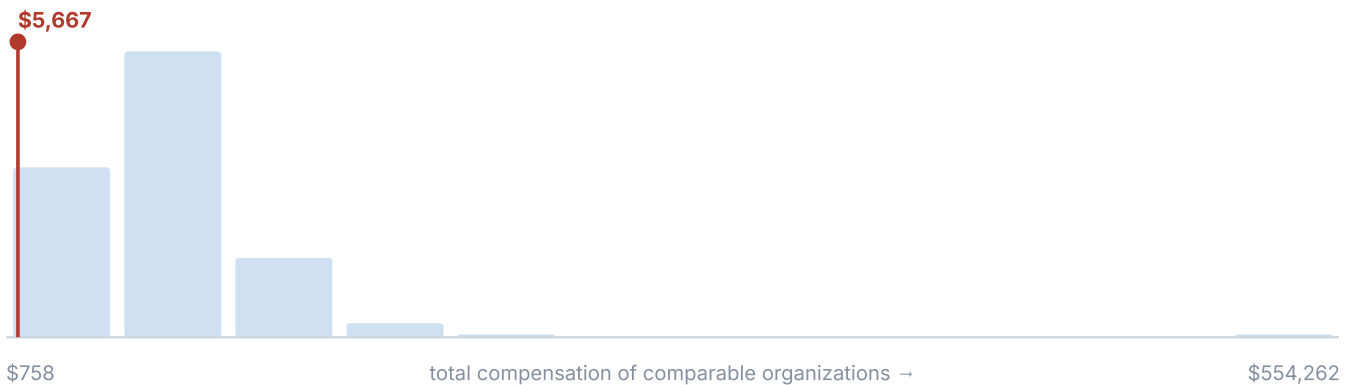 $5,667
$758 total compensation of comparable organizations → $554,262